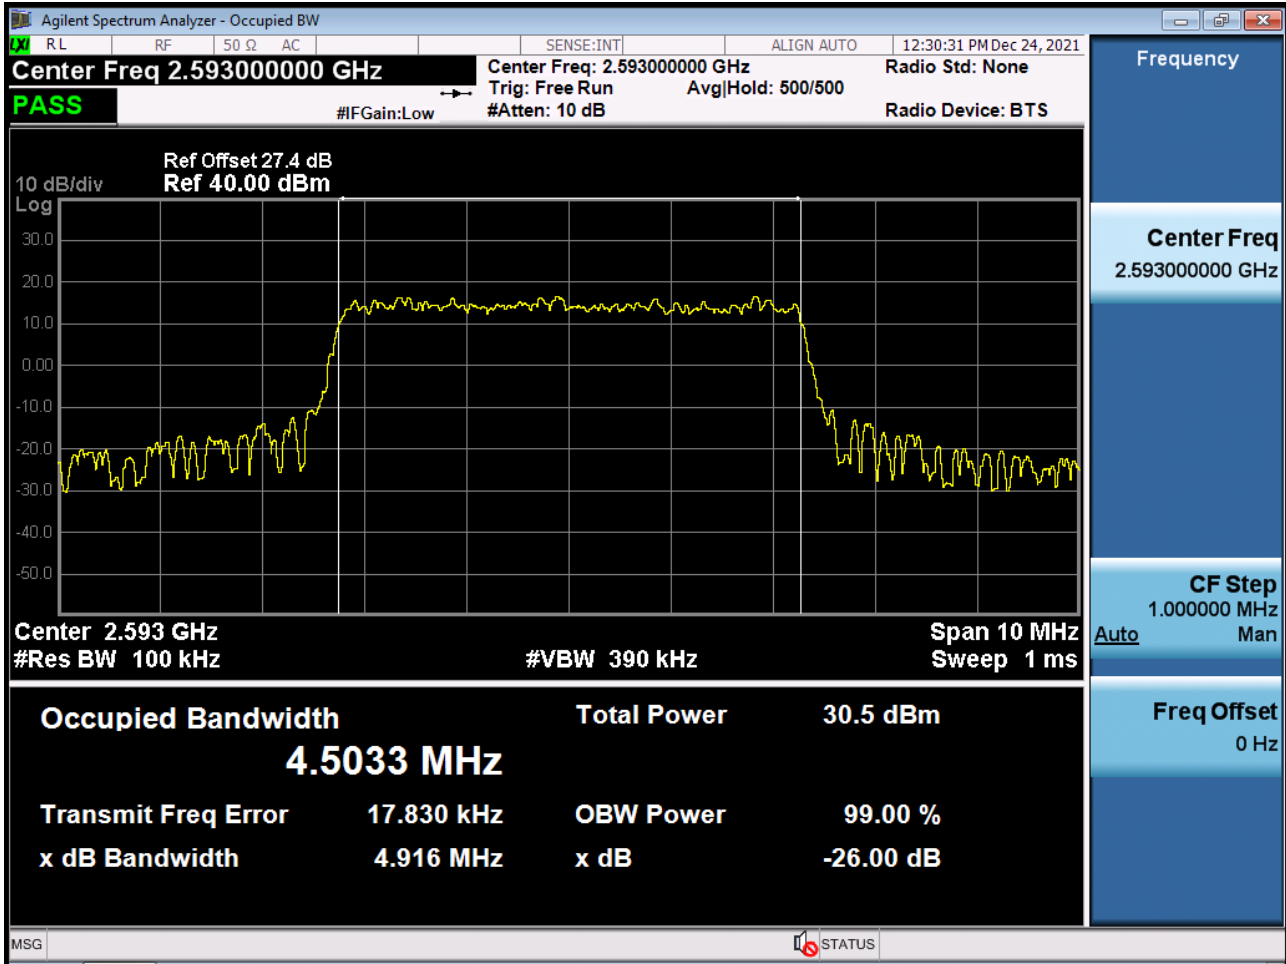 Agilent Spectrum Analyzer - Occupied BW
LXI RL RF 50 Ω AC SENSE:INT ALIGN AUTO 12:30:31 PM Dec 24, 2021
Center Freq 2.593000000 GHz
Center Freq: 2.593000000 GHz
Radio Std: None
Trig: Free Run Avg|Hold: 500/500
PASS
#IFGain:Low
#Atten: 10 dB
Radio Device: BTS
Ref Offset 27.4 dB
10 dB/div Ref 40.00 dBm
Log
30.0
20.0
10.0
0.00
-10.0
-20.0
-30.0
-40.0
-50.0
Center 2.593 GHz Span 10 MHz
#Res BW 100 kHz #VBW 390 kHz Sweep 1 ms
Occupied Bandwidth Total Power 30.5 dBm
4.5033 MHz
Transmit Freq Error 17.830 kHz OBW Power 99.00 %
x dB Bandwidth 4.916 MHz x dB -26.00 dB
Frequency
Center Freq
2.593000000 GHz
CF Step
1.000000 MHz
Auto Man
Freq Offset
0 Hz
MSG STATUS